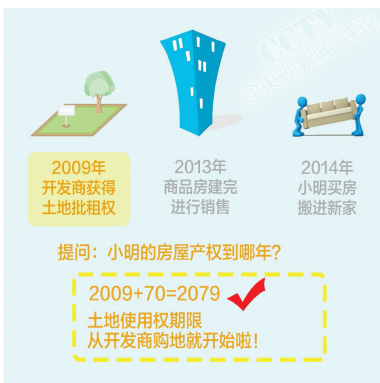 CCTV
2009年
开发商获得
土地批租权
2013年
商品房建完
进行销售
2014年
小明买房
搬进新家
提问：小明的房屋产权到哪年？
2009+70=2079
土地使用权期限
从开发商购地就开始啦！